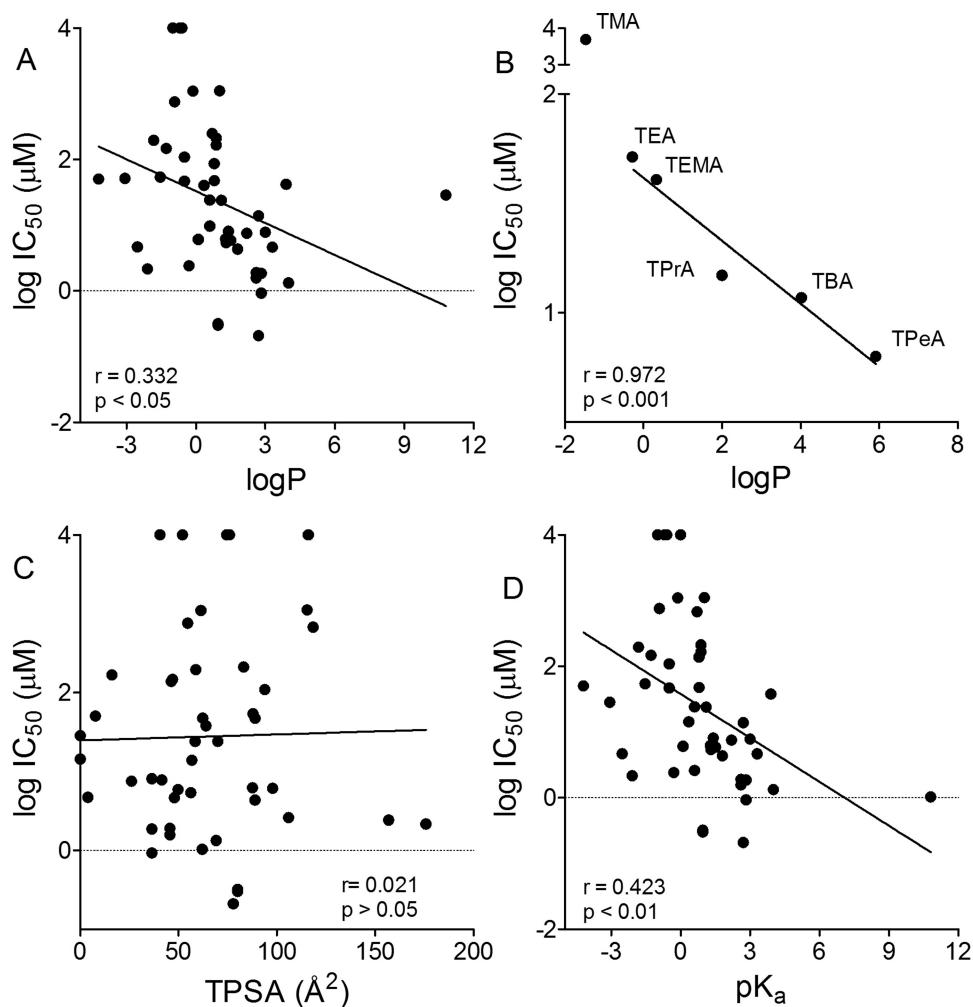 A
4
2
0
-2
log IC50 (μM)
-3
0
3
6
9
12
logP
r = 0.332
p < 0.05
B
4
3
2
1
log IC50 (μM)
TMA
TEA
TEMA
TPrA
TBA
TPeA
r = 0.972
p < 0.001
-2
0
2
4
6
8
logP
C
4
2
0
log IC50 (μM)
r= 0.021
p > 0.05
0
50
100
150
200
TPSA (Å2)
D
4
2
0
-2
log IC50 (μM)
r = 0.423
p < 0.01
-3
0
3
6
9
12
pKa